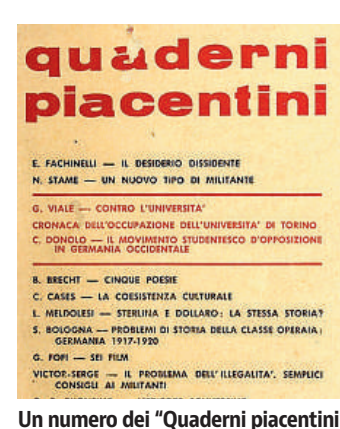 quaderni
piacentini
E. FACHINELLI — IL DESIDERIO DISSIDENTE
N. STAME — UN NUOVO TIPO DI MILITANTE
G. VIALE — CONTRO L'UNIVERSITA'
CRONACA DELL'OCCUPAZIONE DELL'UNIVERSITA' DI TORINO
C. DONOLO — IL MOVIMENTO STUDENTESCO D'OPPOSIZIONE
IN GERMANIA OCCIDENTALE
B. BRECHT — CINQUE POESIE
C. CASES — LA COESISTENZA CULTURALE
L. MELDOLESI — STERLINA E DOLLARO: LA STESSA STORIA?
S. BOLOGNA — PROBLEMI DI STORIA DELLA CLASSE OPERAIA:
GERMANIA 1917-1920
G. FOFI — SEI FILM
VICTOR-SERGE — IL PROBLEMA DELL'ILLEGALITA'. SEMPLICI
CONSIGLI AI MILITANTI
Un numero dei “Quaderni piacentini